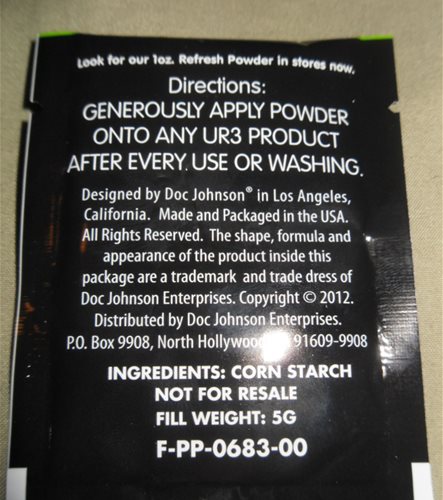 Look for our 1oz. Refresh Powder in stores now.
Directions:
GENEROUSLY APPLY POWDER
ONTO ANY UR3 PRODUCT
AFTER EVERY USE OR WASHING.
Designed by Doc Johnson® in Los Angeles,
California. Made and Packaged in the USA.
All Rights Reserved. The shape, formula and
appearance of the product inside this
package are a trademark and trade dress of
Doc Johnson Enterprises. Copyright © 2012.
Distributed by Doc Johnson Enterprises.
P.O. Box 9908, North Hollywood 91609-9908
INGREDIENTS: CORN STARCH
NOT FOR RESALE
FILL WEIGHT: 5G
F-PP-0683-00